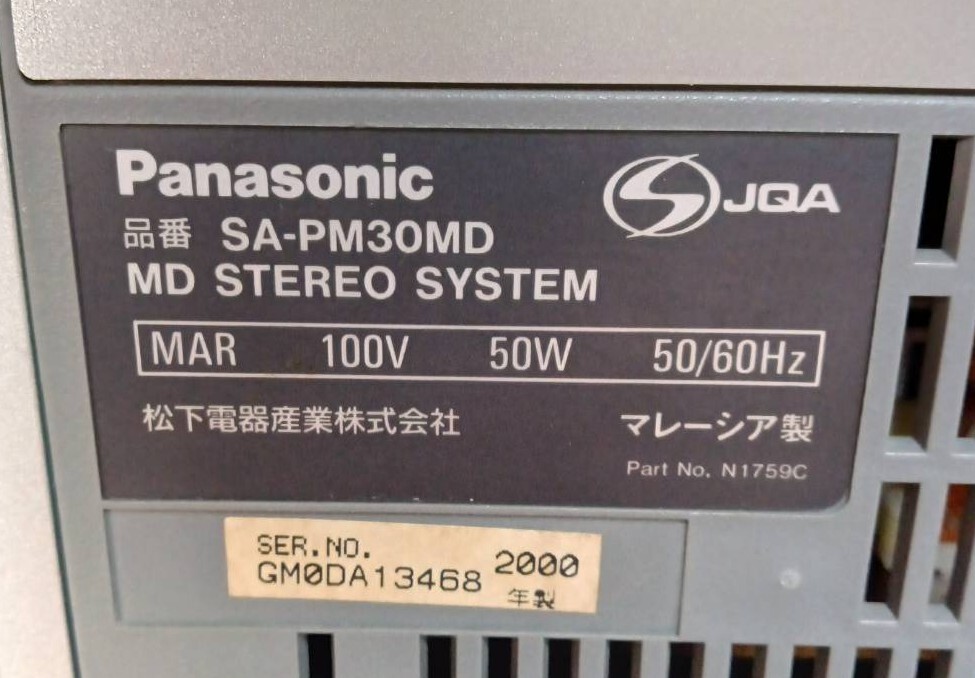 Panasonic
JQA
品番 SA-PM30MD
MD STEREO SYSTEM
MAR 100V 50W 50/60Hz
松下電器産業株式会社 マレーシア製
Part No. N1759C
SER.NO. 2000
GM0DA13468 年製